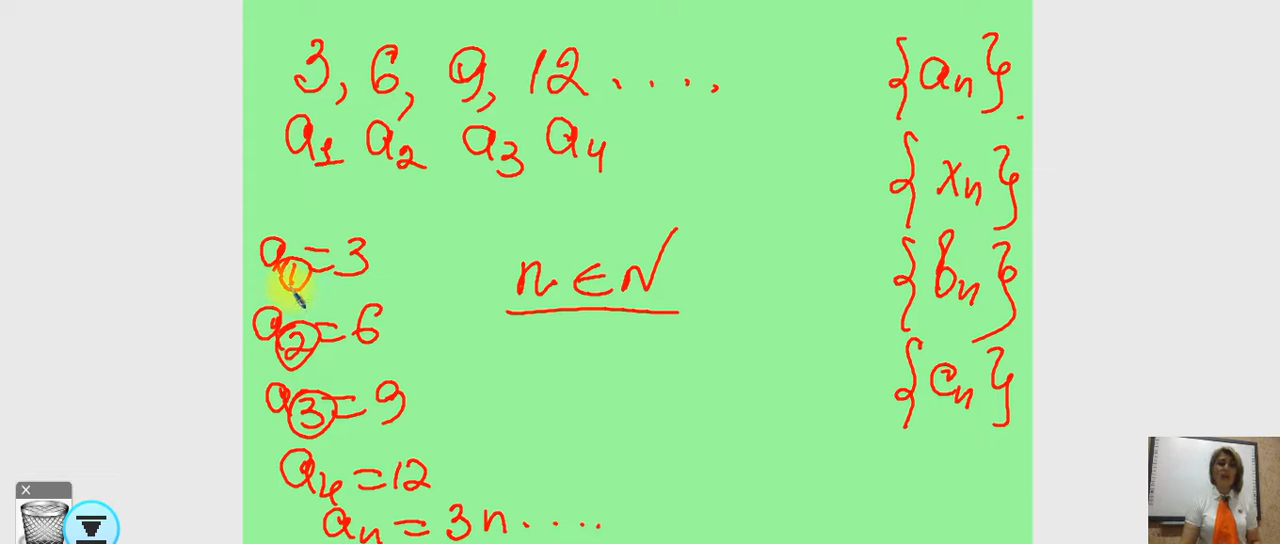 3, 6, 9, 12 ....,
a₁ a₂ a₃ a₄
a₁ = 3
a₂ = 6
a₃ = 9
a₄ = 12
aₙ = 3n ....
n ∈ N
{aₙ}.
{xₙ}
{bₙ}
{cₙ}